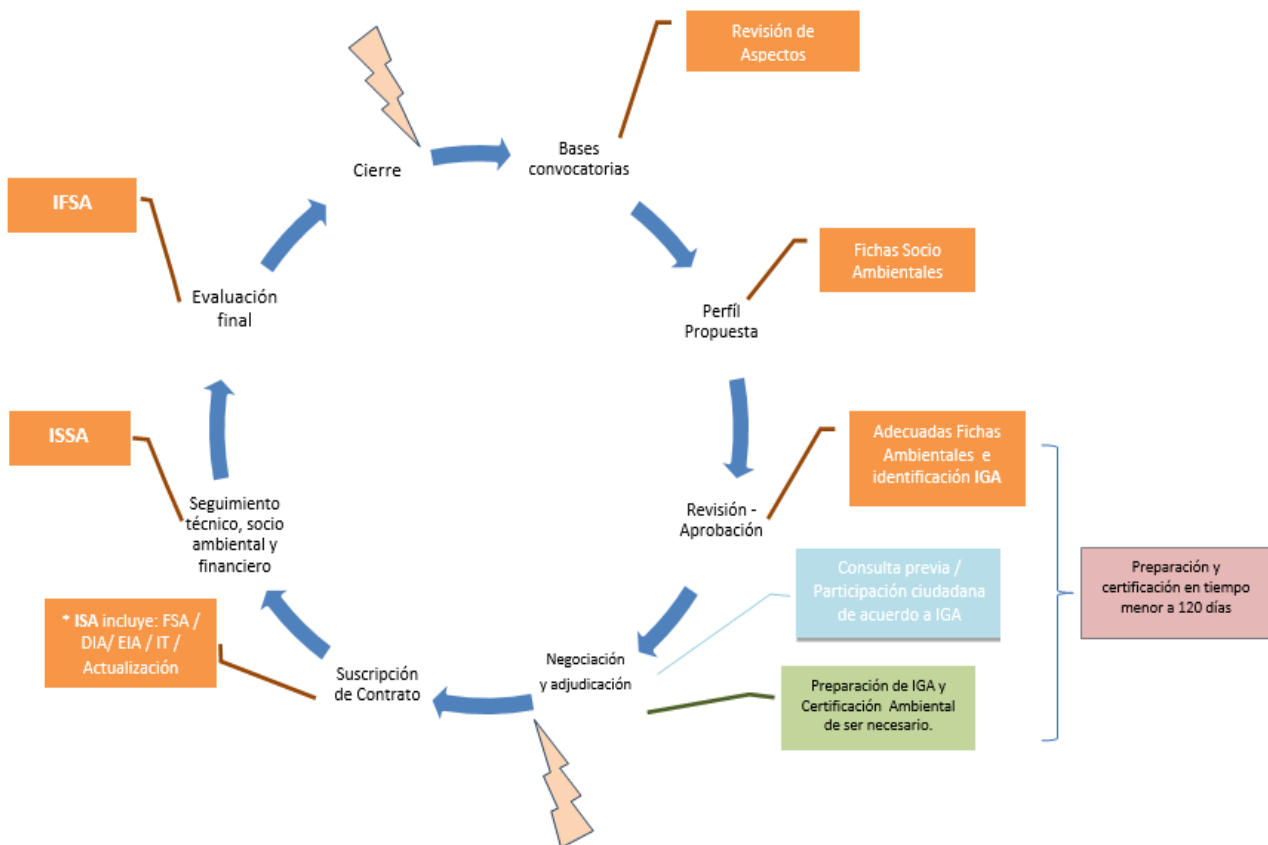 Revisión de
Aspectos
Bases
convocatorias
Cierre
IFSA
Fichas Socio
Ambientales
Evaluación
final
Perfíl
Propuesta
ISSA
Adecuadas Fichas
Ambientales e
identificación IGA
Seguimiento
técnico, socio
ambiental y
financiero
Revisión -
Aprobación
Consulta previa /
Participación ciudadana
de acuerdo a IGA
Preparación y
certificación en tiempo
menor a 120 días
* ISA incluye: FSA /
DIA/ EIA / IT /
Actualización
Suscripción
de Contrato
Negociación
y adjudicación
Preparación de IGA y
Certificación Ambiental
de ser necesario.